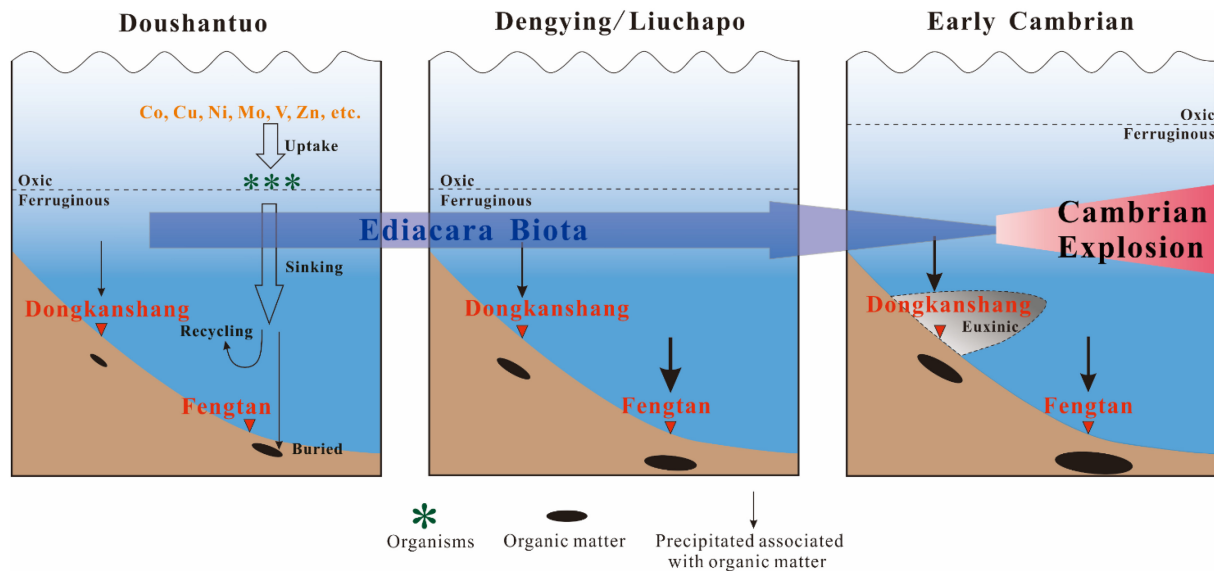 Doushantuo
Dengying/Liuchapo
Early Cambrian
Co, Cu, Ni, Mo, V, Zn, etc.
Uptake
Oxic
Ferruginous
Sinking
Dongkanshang
Recycling
Fengtan
Buried
Oxic
Ferruginous
Ediacara Biota
Dongkanshang
Fengtan
Oxic
Ferruginous
Cambrian
Explosion
Dongkanshang
Euxinic
Fengtan
Organisms
Organic matter
Precipitated associated
with organic matter